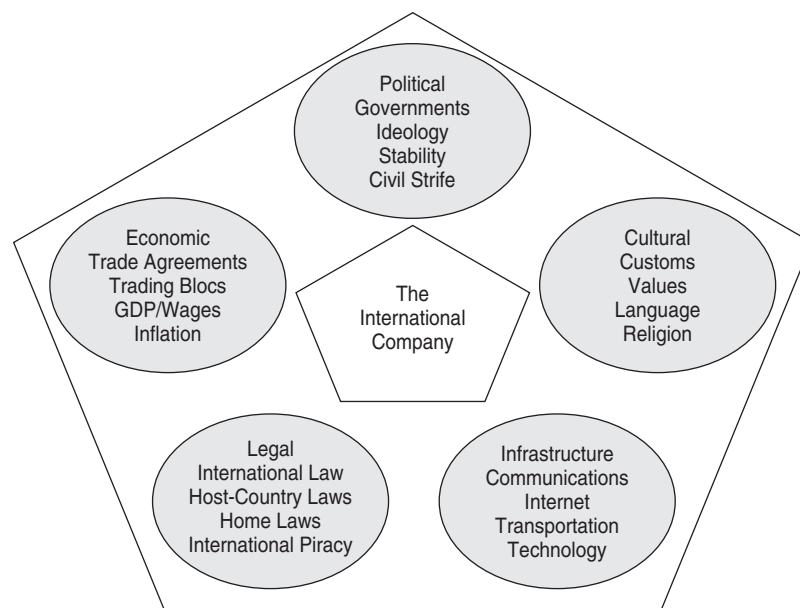 Political
Governments
Ideology
Stability
Civil Strife
Economic
Trade Agreements
Trading Blocs
GDP/Wages
Inflation
The
International
Company
Cultural
Customs
Values
Language
Religion
Legal
International Law
Host-Country Laws
Home Laws
International Piracy
Infrastructure
Communications
Internet
Transportation
Technology